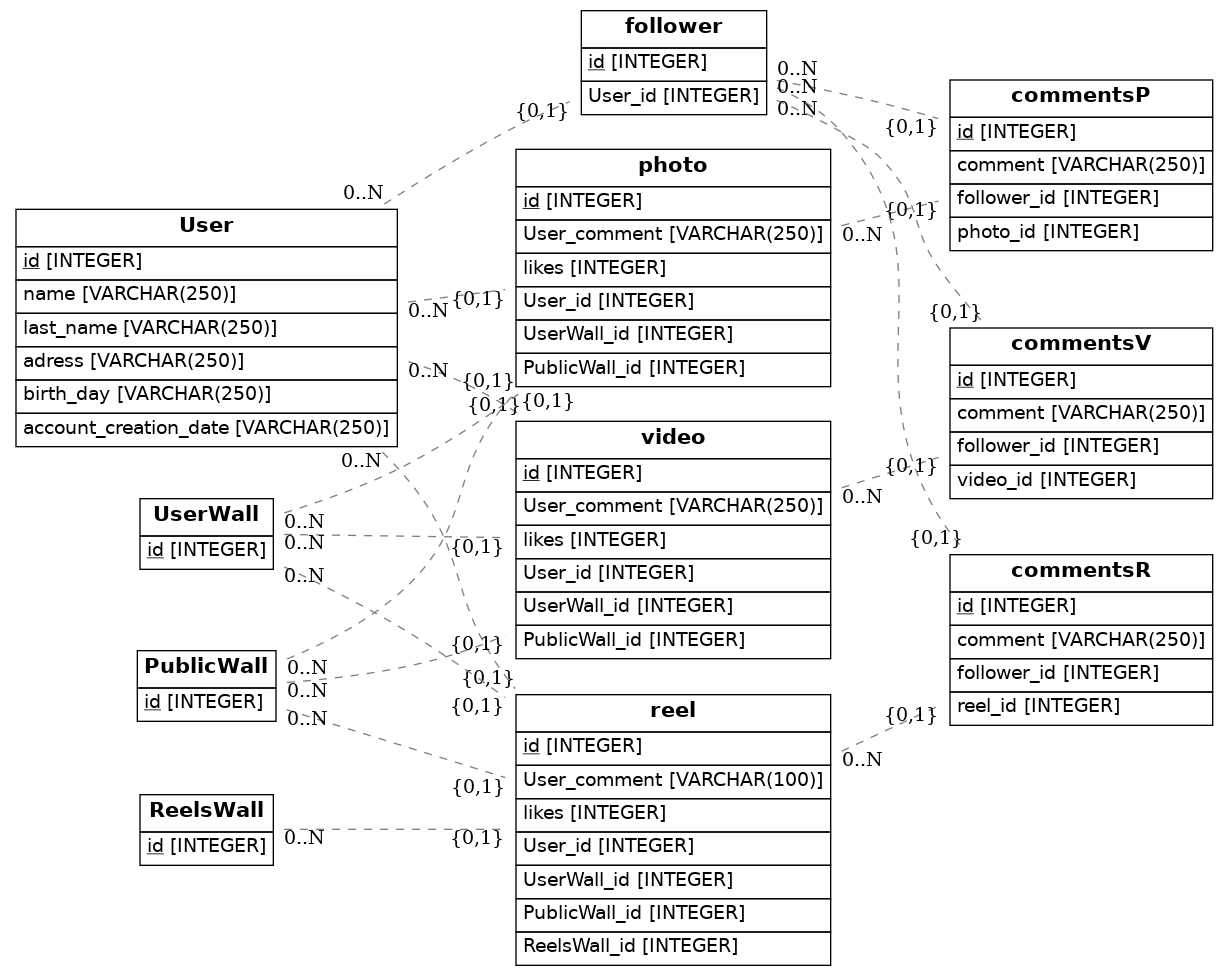 follower
id [INTEGER]
User_id [INTEGER]
0..N
0..N
0..N
{0,1}
0..N
commentsP
id [INTEGER]
comment [VARCHAR(250)]
follower_id [INTEGER]
photo_id [INTEGER]
{0,1}
{0,1}
photo
id [INTEGER]
User_comment [VARCHAR(250)]
likes [INTEGER]
User_id [INTEGER]
UserWall_id [INTEGER]
PublicWall_id [INTEGER]
0..N
User
id [INTEGER]
name [VARCHAR(250)]
last_name [VARCHAR(250)]
adress [VARCHAR(250)]
birth_day [VARCHAR(250)]
account_creation_date [VARCHAR(250)]
0..N
{0,1}
0..N
{0,1}
{0,1}
{0,1}
0..N
{0,1}
commentsV
id [INTEGER]
comment [VARCHAR(250)]
follower_id [INTEGER]
video_id [INTEGER]
{0,1}
0..N
video
id [INTEGER]
User_comment [VARCHAR(250)]
likes [INTEGER]
User_id [INTEGER]
UserWall_id [INTEGER]
PublicWall_id [INTEGER]
UserWall
id [INTEGER]
0..N
0..N
0..N
{0,1}
{0,1}
commentsR
id [INTEGER]
comment [VARCHAR(250)]
follower_id [INTEGER]
reel_id [INTEGER]
{0,1}
0..N
PublicWall
id [INTEGER]
0..N
0..N
0..N
{0,1}
{0,1}
{0,1}
{0,1}
reel
id [INTEGER]
User_comment [VARCHAR(100)]
likes [INTEGER]
User_id [INTEGER]
UserWall_id [INTEGER]
PublicWall_id [INTEGER]
ReelsWall_id [INTEGER]
ReelsWall
id [INTEGER]
0..N
{0,1}